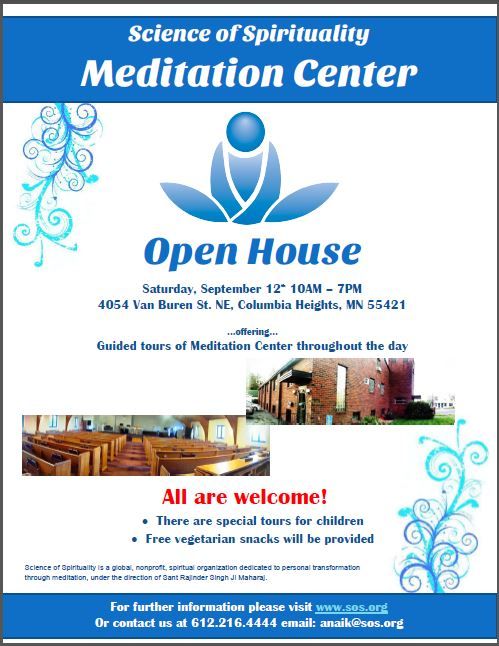 Science of Spirituality
Meditation Center
Open House
Saturday, September 12* 10AM – 7PM
4054 Van Buren St. NE, Columbia Heights, MN 55421
...offering...
Guided tours of Meditation Center throughout the day
All are welcome!
• There are special tours for children
• Free vegetarian snacks will be provided
Science of Spirituality is a global, nonprofit, spiritual organization dedicated to personal transformation
through meditation, under the direction of Sant Rajinder Singh Ji Maharaj.
For further information please visit www.sos.org
Or contact us at 612.216.4444 email: anaik@sos.org